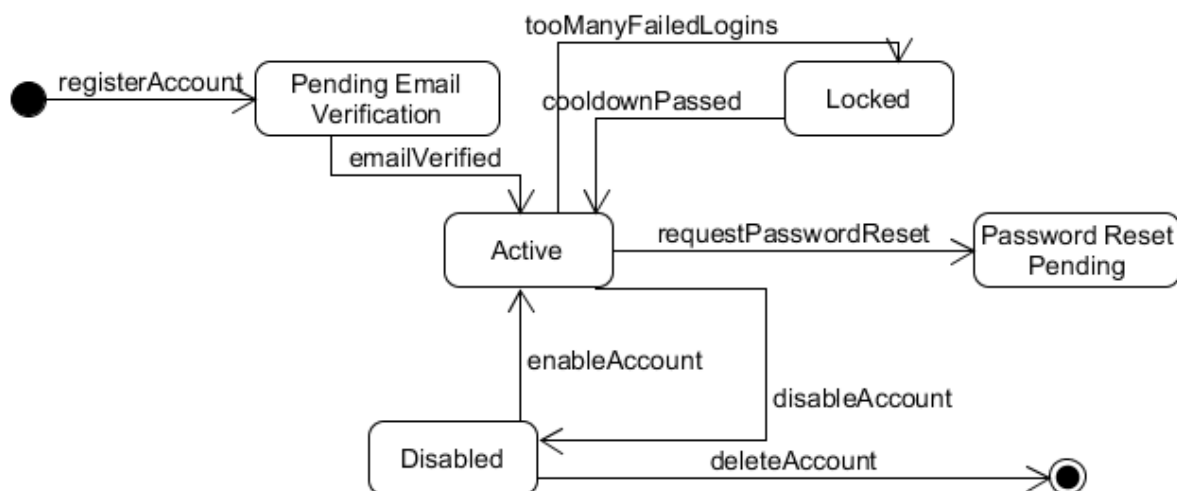 tooManyFailedLogins
registerAccount
Pending Email
Verification
cooldownPassed
Locked
emailVerified
Active
requestPasswordReset
Password Reset
Pending
enableAccount
disableAccount
Disabled
deleteAccount